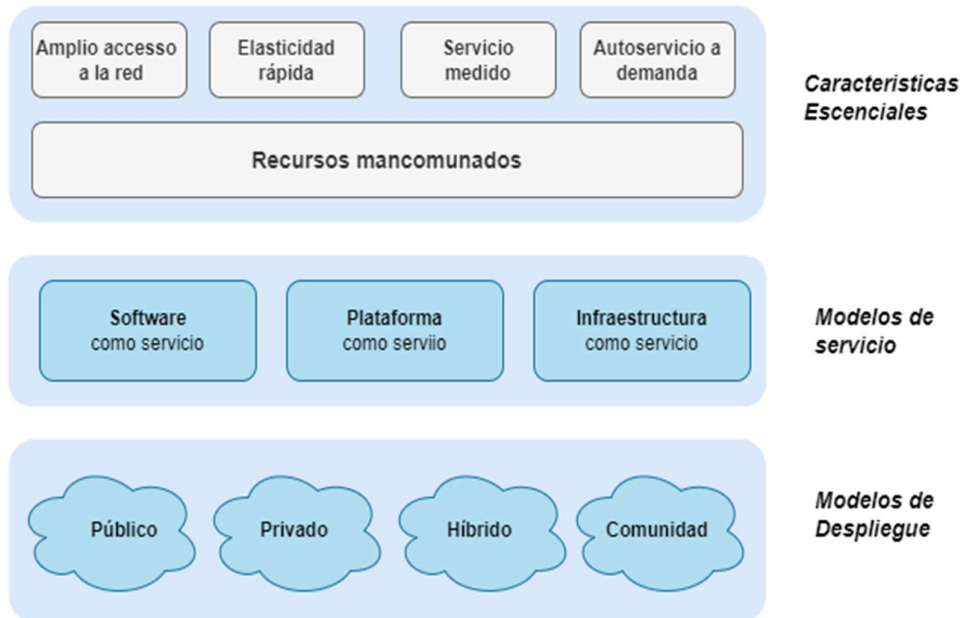 Amplio accesso
a la red
Elasticidad
rápida
Servicio
medido
Autoservicio a
demanda
Recursos mancomunados
Caracteristicas
Escenciales
Software
como servicio
Plataforma
como serviio
Infraestructura
como servicio
Modelos de
servicio
Público
Privado
Híbrido
Comunidad
Modelos de
Despliegue